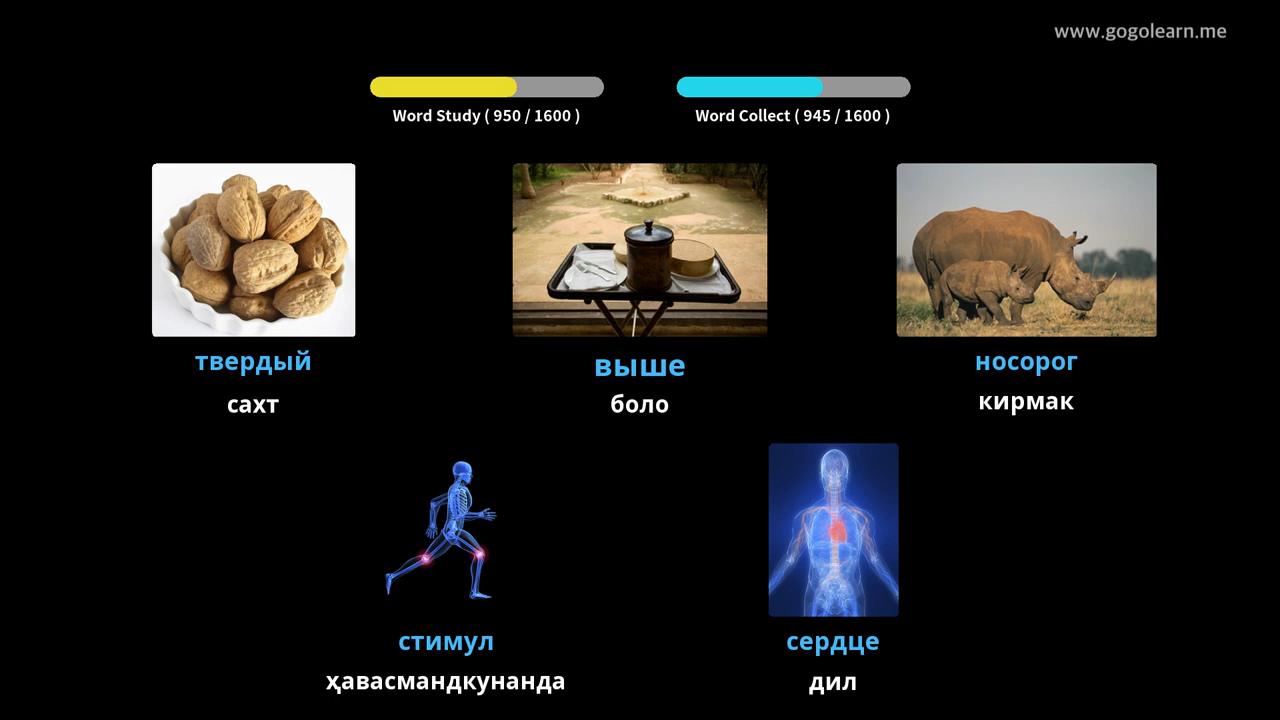 www.gogolearn.me
Word Study ( 950 / 1600 )
Word Collect ( 945 / 1600 )
твердый
сахт
выше
боло
носорог
кирмак
стимул
ҳавасмандкунанда
сердце
дил